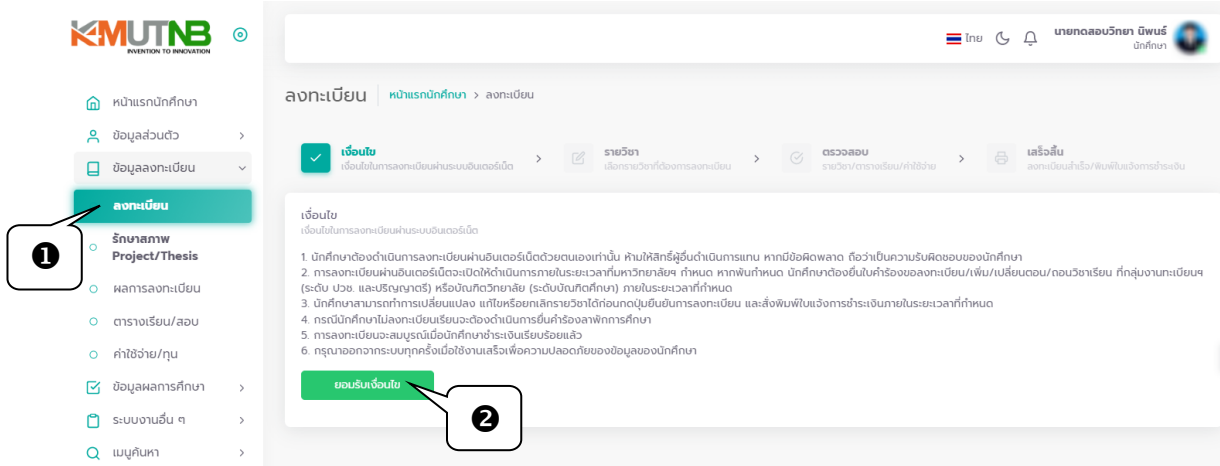 KMUTNB
INVENTION TO INNOVATION
ไทย
นายทดสอบวิทยา นิพนธ์
นักศึกษา
หน้าแรกนักศึกษา
ข้อมูลส่วนตัว
ข้อมูลลงทะเบียน
ลงทะเบียน
รักษาสภาพ
Project/Thesis
ผลการลงทะเบียน
ตารางเรียน/สอบ
ค่าใช้จ่าย/ทุน
ข้อมูลผลการศึกษา
ระบบงานอื่น ๆ
เมนูค้นหา
❶
ลงทะเบียน
หน้าแรกนักศึกษา > ลงทะเบียน
เงื่อนไข
เงื่อนไขในการลงทะเบียนผ่านระบบอินเตอร์เน็ต
รายวิชา
เลือกรายวิชาที่ต้องการลงทะเบียน
ตรวจสอบ
รายวิชา/ตารางเรียน/ค่าใช้จ่าย
เสร็จสิ้น
ลงทะเบียนสำเร็จ/พิมพ์ใบแจ้งการชำระเงิน
เงื่อนไข
เงื่อนไขในการลงทะเบียนผ่านระบบอินเตอร์เน็ต
1. นักศึกษาต้องดำเนินการลงทะเบียนผ่านอินเตอร์เน็ตด้วยตนเองเท่านั้น ห้ามให้สิทธิ์ผู้อื่นดำเนินการแทน หากมีข้อผิดพลาด ถือว่าเป็นความรับผิดชอบของนักศึกษา
2. การลงทะเบียนผ่านอินเตอร์เน็ตจะเปิดให้ดำเนินการภายในระยะเวลาที่มหาวิทยาลัยฯ กำหนด หากพ้นกำหนด นักศึกษาต้องยื่นใบคำร้องขอลงทะเบียน/เพิ่ม/เปลี่ยนตอน/ถอนวิชาเรียน ที่กลุ่มงานทะเบียนฯ
(ระดับ ปวช. และปริญญาตรี) หรือบัณฑิตวิทยาลัย (ระดับบัณฑิตศึกษา) ภายในระยะเวลาที่กำหนด
3. นักศึกษาสามารถทำการเปลี่ยนแปลง แก้ไขหรือยกเลิกรายวิชาได้ก่อนกดปุ่มยืนยันการลงทะเบียน และสั่งพิมพ์ใบแจ้งการชำระเงินภายในระยะเวลาที่กำหนด
4. กรณีนักศึกษาไม่ลงทะเบียนเรียนจะต้องดำเนินการยื่นคำร้องลาพักการศึกษา
5. การลงทะเบียนจะสมบูรณ์เมื่อนักศึกษาชำระเงินเรียบร้อยแล้ว
6. กรุณาออกจากระบบทุกครั้งเมื่อใช้งานเสร็จเพื่อความปลอดภัยของข้อมูลของนักศึกษา
ยอมรับเงื่อนไข
❷